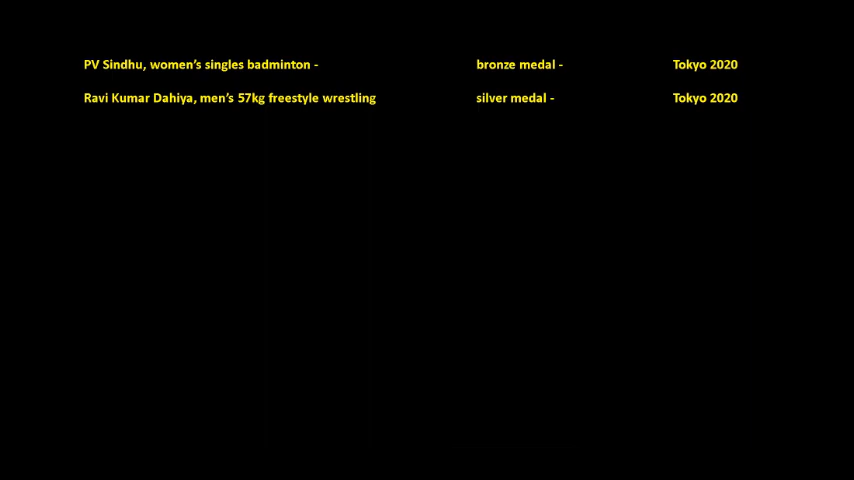 PV Sindhu, women’s singles badminton - bronze medal - Tokyo 2020
Ravi Kumar Dahiya, men’s 57kg freestyle wrestling silver medal - Tokyo 2020